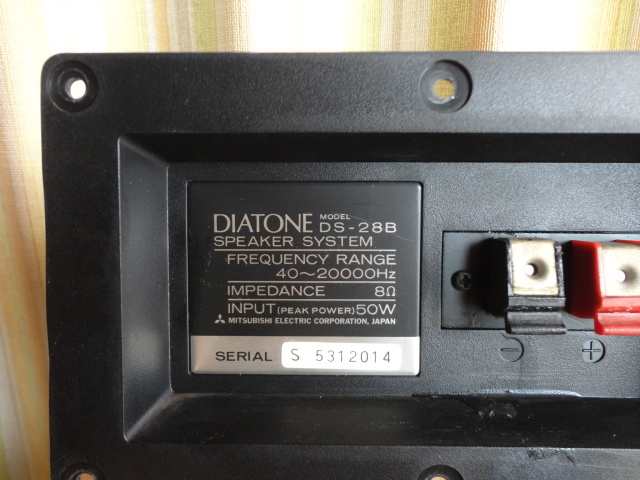 DIATONE MODEL DS-28B
SPEAKER SYSTEM
FREQUENCY RANGE
40~20000Hz
IMPEDANCE 8Ω
INPUT (PEAK POWER) 50W
MITSUBISHI ELECTRIC CORPORATION, JAPAN
SERIAL S 5312014
− +